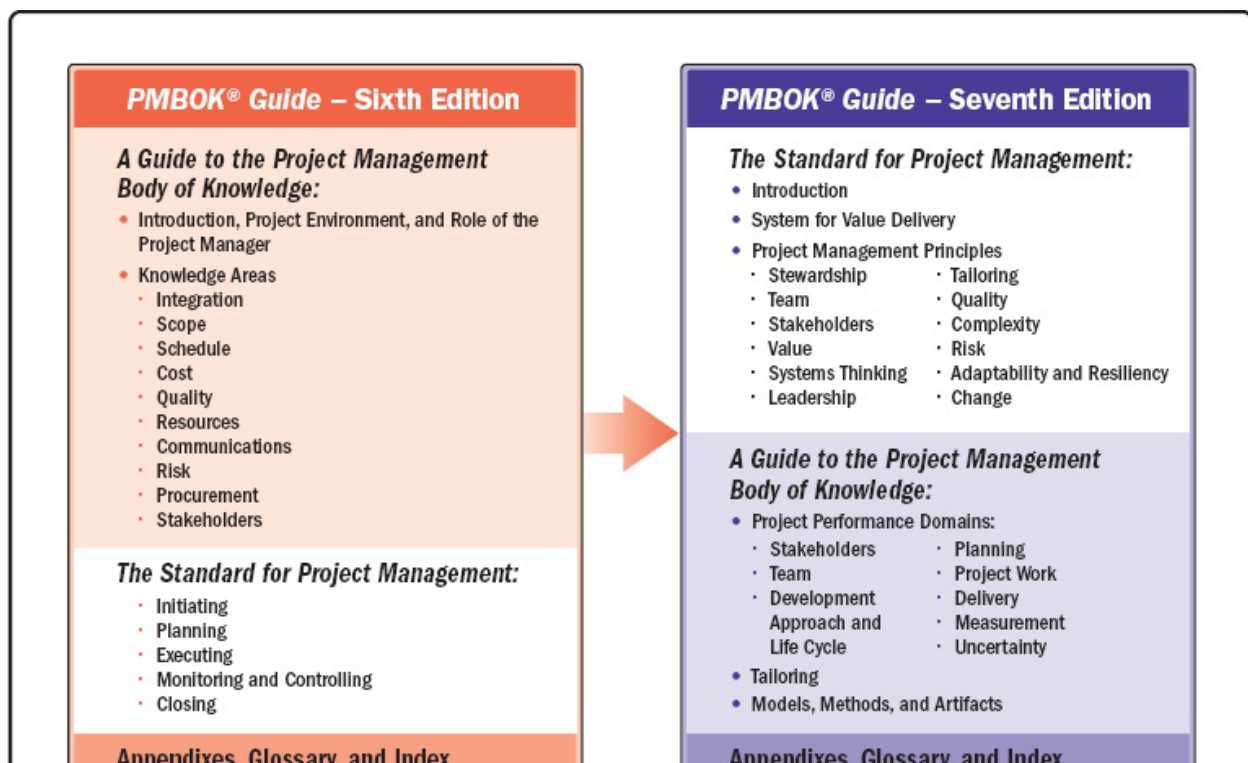 PMBOK® Guide – Sixth Edition
A Guide to the Project Management
Body of Knowledge:
• Introduction, Project Environment, and Role of the
Project Manager
• Knowledge Areas
· Integration
· Scope
· Schedule
· Cost
· Quality
· Resources
· Communications
· Risk
· Procurement
· Stakeholders
The Standard for Project Management:
· Initiating
· Planning
· Executing
· Monitoring and Controlling
· Closing
Appendixes, Glossary, and Index
PMBOK® Guide – Seventh Edition
The Standard for Project Management:
• Introduction
• System for Value Delivery
• Project Management Principles
· Stewardship
· Team
· Stakeholders
· Value
· Systems Thinking
· Leadership
· Tailoring
· Quality
· Complexity
· Risk
· Adaptability and Resiliency
· Change
A Guide to the Project Management
Body of Knowledge:
• Project Performance Domains:
· Stakeholders
· Team
· Development
Approach and
Life Cycle
· Planning
· Project Work
· Delivery
· Measurement
· Uncertainty
• Tailoring
• Models, Methods, and Artifacts
Appendixes, Glossary, and Index